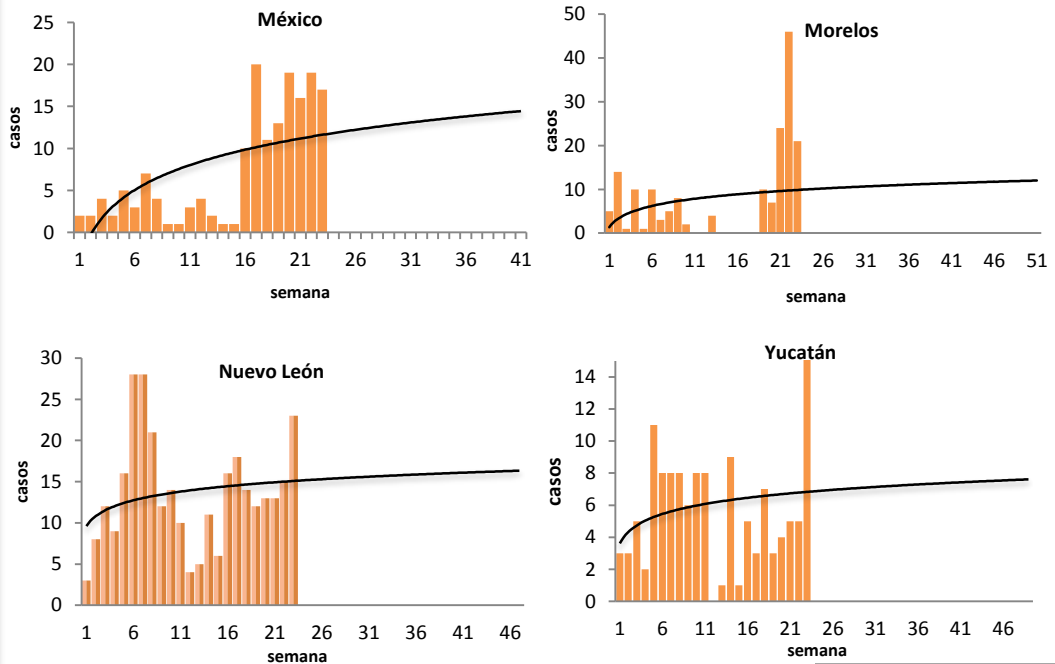 México
25
20
15
10
5
0
casos
1 6 11 16 21 26 31 36 41
semana
Morelos
50
40
30
20
10
0
casos
1 6 11 16 21 26 31 36 41 46 51
semana
Nuevo León
30
25
20
15
10
5
0
casos
1 6 11 16 21 26 31 36 41 46
semana
Yucatán
14
12
10
8
6
4
2
0
casos
1 6 11 16 21 26 31 36 41 46
semana